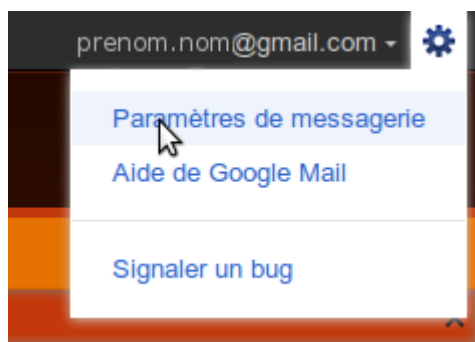 prenom.nom@gmail.com
Paramètres de messagerie
Aide de Google Mail
Signaler un bug